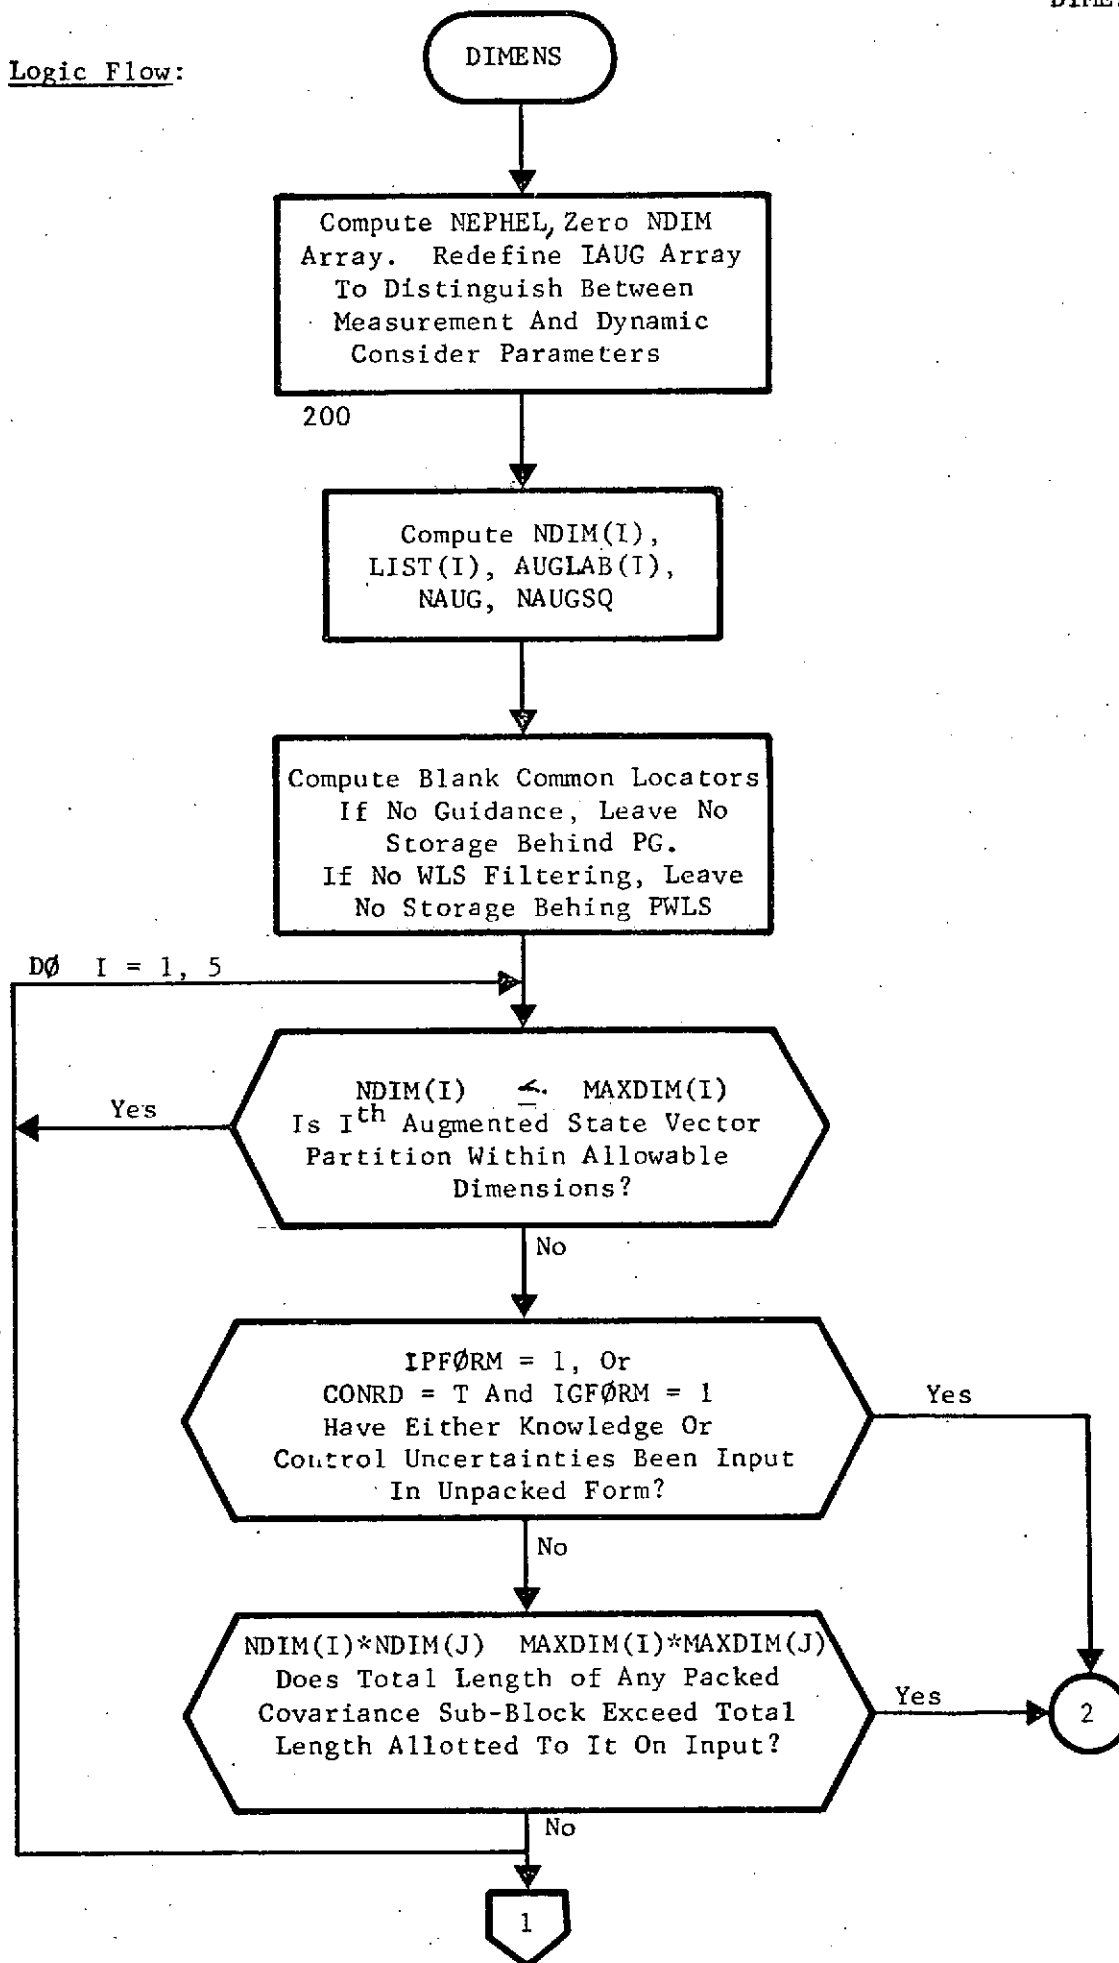 DIME
Logic Flow:
DIMENS
Compute NEPHEL, Zero NDIM
Array. Redefine IAUG Array
To Distinguish Between
Measurement And Dynamic
Consider Parameters
200
Compute NDIM(I),
LIST(I), AUGLAB(I),
NAUG, NAUGSQ
Compute Blank Common Locators
If No Guidance, Leave No
Storage Behind PG.
If No WLS Filtering, Leave
No Storage Behing PWLS
DØ I = 1, 5
NDIM(I) ≤ MAXDIM(I)
Is Ith Augmented State Vector
Partition Within Allowable
Dimensions?
Yes
No
IPFØRM = 1, Or
CONRD = T And IGFØRM = 1
Have Either Knowledge Or
Control Uncertainties Been Input
In Unpacked Form?
Yes
No
NDIM(I)*NDIM(J) MAXDIM(I)*MAXDIM(J)
Does Total Length of Any Packed
Covariance Sub-Block Exceed Total
Length Allotted To It On Input?
Yes
2
No
1